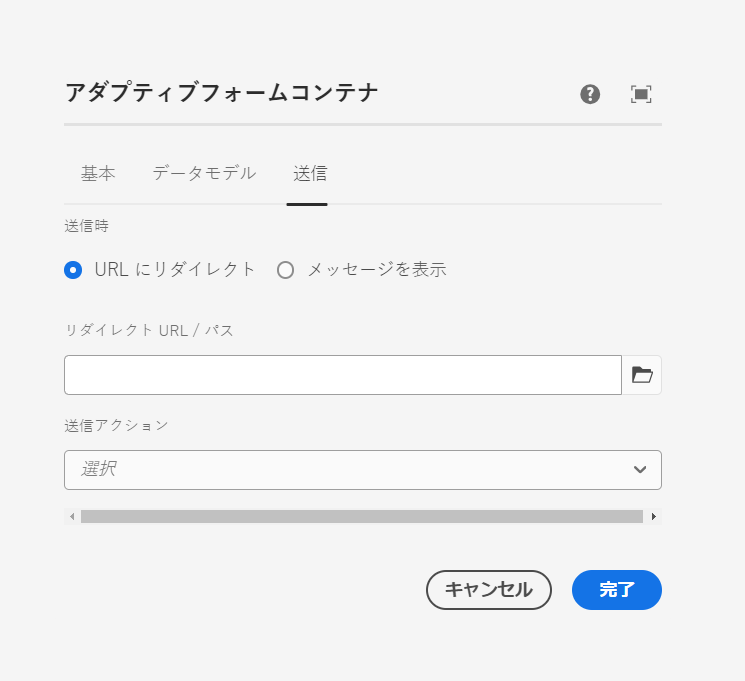 アダプティブフォームコンテナ
基本 データモデル 送信
送信時
URL にリダイレクト メッセージを表示
リダイレクト URL / パス
送信アクション
選択
キャンセル 完了